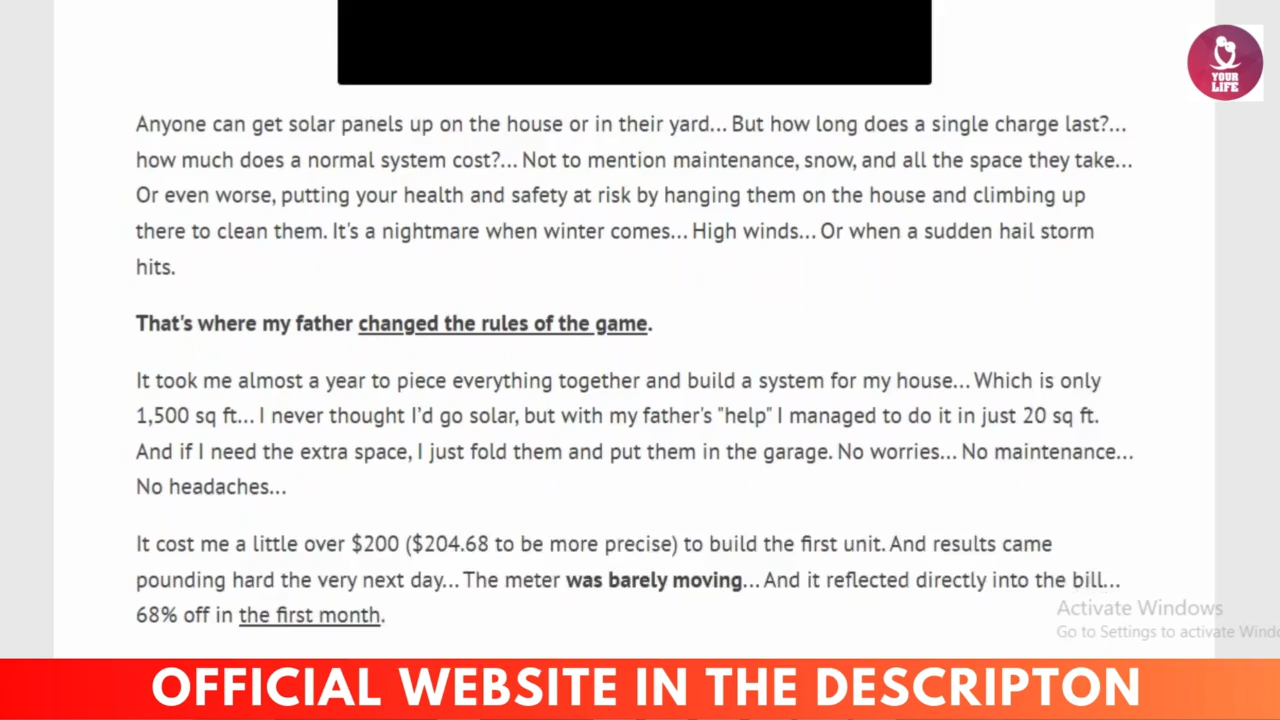 YOUR
LIFE
Anyone can get solar panels up on the house or in their yard... But how long does a single charge last?...
how much does a normal system cost?... Not to mention maintenance, snow, and all the space they take...
Or even worse, putting your health and safety at risk by hanging them on the house and climbing up
there to clean them. It's a nightmare when winter comes... High winds... Or when a sudden hail storm
hits.
That's where my father changed the rules of the game.
It took me almost a year to piece everything together and build a system for my house... Which is only
1,500 sq ft... I never thought I'd go solar, but with my father's "help" I managed to do it in just 20 sq ft.
And if I need the extra space, I just fold them and put them in the garage. No worries... No maintenance...
No headaches...
It cost me a little over $200 ($204.68 to be more precise) to build the first unit. And results came
pounding hard the very next day... The meter was barely moving... And it reflected directly into the bill...
68% off in the first month.
Activate Windows
Go to Settings to activate Windo
OFFICIAL WEBSITE IN THE DESCRIPTON